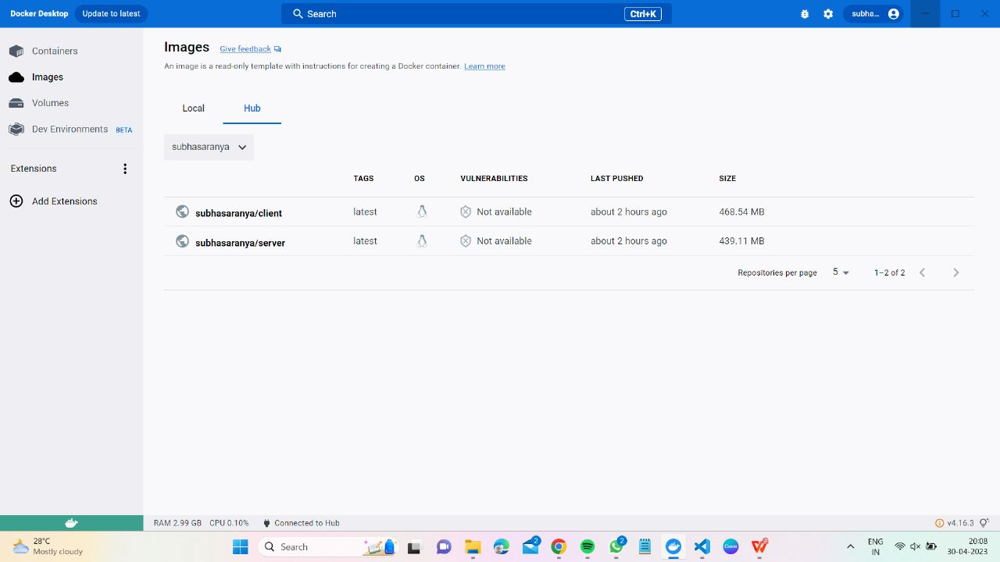 Docker Desktop Update to latest Search Ctrl+K subha...
Containers
Images
Volumes
Dev Environments BETA
Extensions
Add Extensions
Images Give feedback
An image is a read-only template with instructions for creating a Docker container. Learn more
Local Hub
subhasaranya
TAGS OS VULNERABILITIES LAST PUSHED SIZE
subhasaranya/client latest Not available about 2 hours ago 468.54 MB
subhasaranya/server latest Not available about 2 hours ago 439.11 MB
Repositories per page 5 1–2 of 2
RAM 2.99 GB CPU 0.10% Connected to Hub v4.16.3
28°C
Mostly cloudy
Search
2
Canva
2
ENG
IN
20:08
30-04-2023